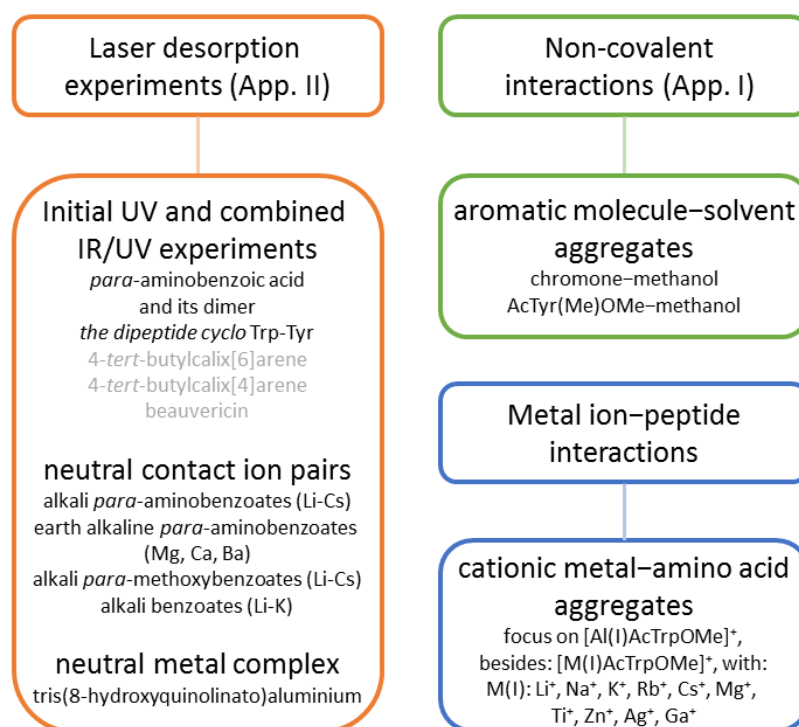 Laser desorption
experiments (App. II)
Initial UV and combined
IR/UV experiments
para-aminobenzoic acid
and its dimer
the dipeptide cyclo Trp-Tyr
4-tert-butylcalix[6]arene
4-tert-butylcalix[4]arene
beauvericin
neutral contact ion pairs
alkali para-aminobenzoates (Li-Cs)
earth alkaline para-aminobenzoates
(Mg, Ca, Ba)
alkali para-methoxybenzoates (Li-Cs)
alkali benzoates (Li-K)
neutral metal complex
tris(8-hydroxyquinolinato)aluminium
Non-covalent
interactions (App. I)
aromatic molecule−solvent
aggregates
chromone−methanol
AcTyr(Me)OMe−methanol
Metal ion−peptide
interactions
cationic metal−amino acid
aggregates
focus on [Al(I)AcTrpOMe]⁺,
besides: [M(I)AcTrpOMe]⁺, with:
M(I): Li⁺, Na⁺, K⁺, Rb⁺, Cs⁺, Mg⁺,
Ti⁺, Zn⁺, Ag⁺, Ga⁺